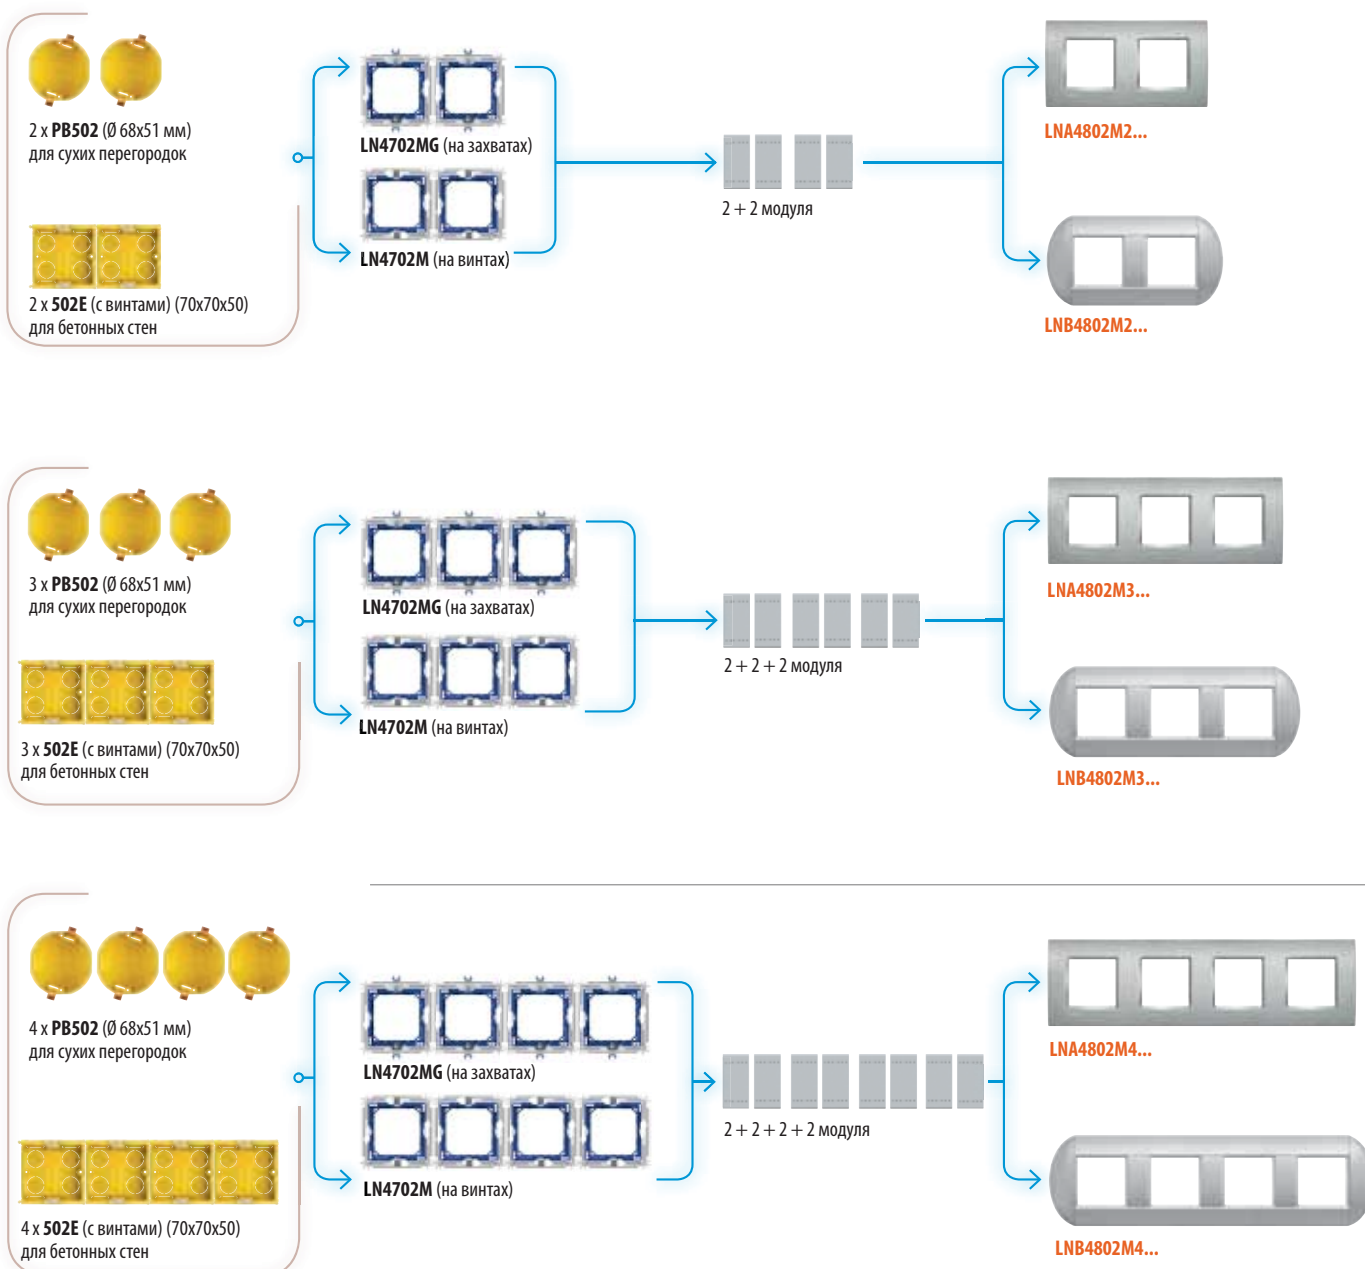 2 x PB502 (Ø 68x51 мм)
для сухих перегородок
2 x 502E (с винтами) (70x70x50)
для бетонных стен
LN4702MG (на захватах)
LN4702M (на винтах)
2 + 2 модуля
LNA4802M2...
LNB4802M2...
3 x PB502 (Ø 68x51 мм)
для сухих перегородок
3 x 502E (с винтами) (70x70x50)
для бетонных стен
LN4702MG (на захватах)
LN4702M (на винтах)
2 + 2 + 2 модуля
LNA4802M3...
LNB4802M3...
4 x PB502 (Ø 68x51 мм)
для сухих перегородок
4 x 502E (с винтами) (70x70x50)
для бетонных стен
LN4702MG (на захватах)
LN4702M (на винтах)
2 + 2 + 2 + 2 модуля
LNA4802M4...
LNB4802M4...